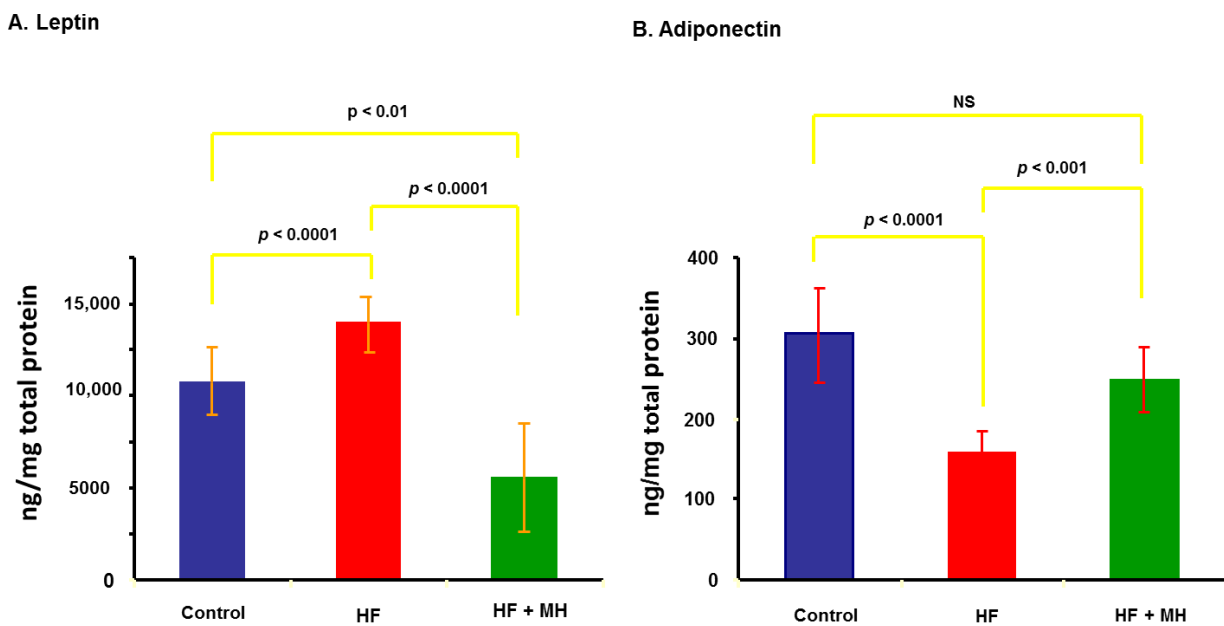 A. Leptin
p < 0.01
p < 0.0001
p < 0.0001
ng/mg total protein
15,000
10,000
5000
0
Control
HF
HF + MH
B. Adiponectin
NS
p < 0.001
p < 0.0001
ng/mg total protein
400
300
200
100
0
Control
HF
HF + MH